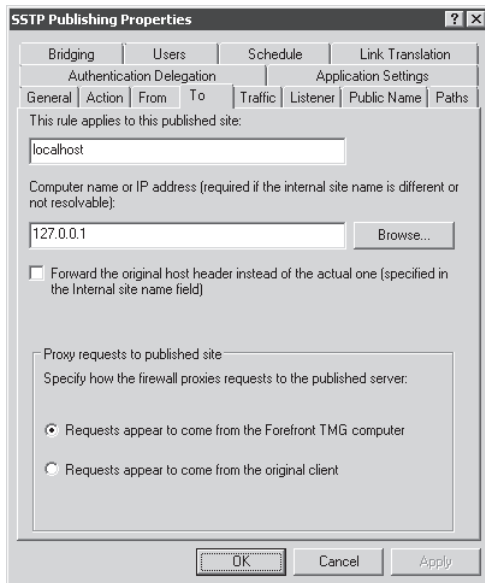 SSTP Publishing Properties
? X
Bridging Users Schedule Link Translation
Authentication Delegation Application Settings
General Action From To Traffic Listener Public Name Paths
This rule applies to this published site:
localhost
Computer name or IP address (required if the internal site name is different or
not resolvable):
127.0.0.1
Browse...
Forward the original host header instead of the actual one (specified in
the Internal site name field)
Proxy requests to published site
Specify how the firewall proxies requests to the published server:
Requests appear to come from the Forefront TMG computer
Requests appear to come from the original client
OK Cancel Apply